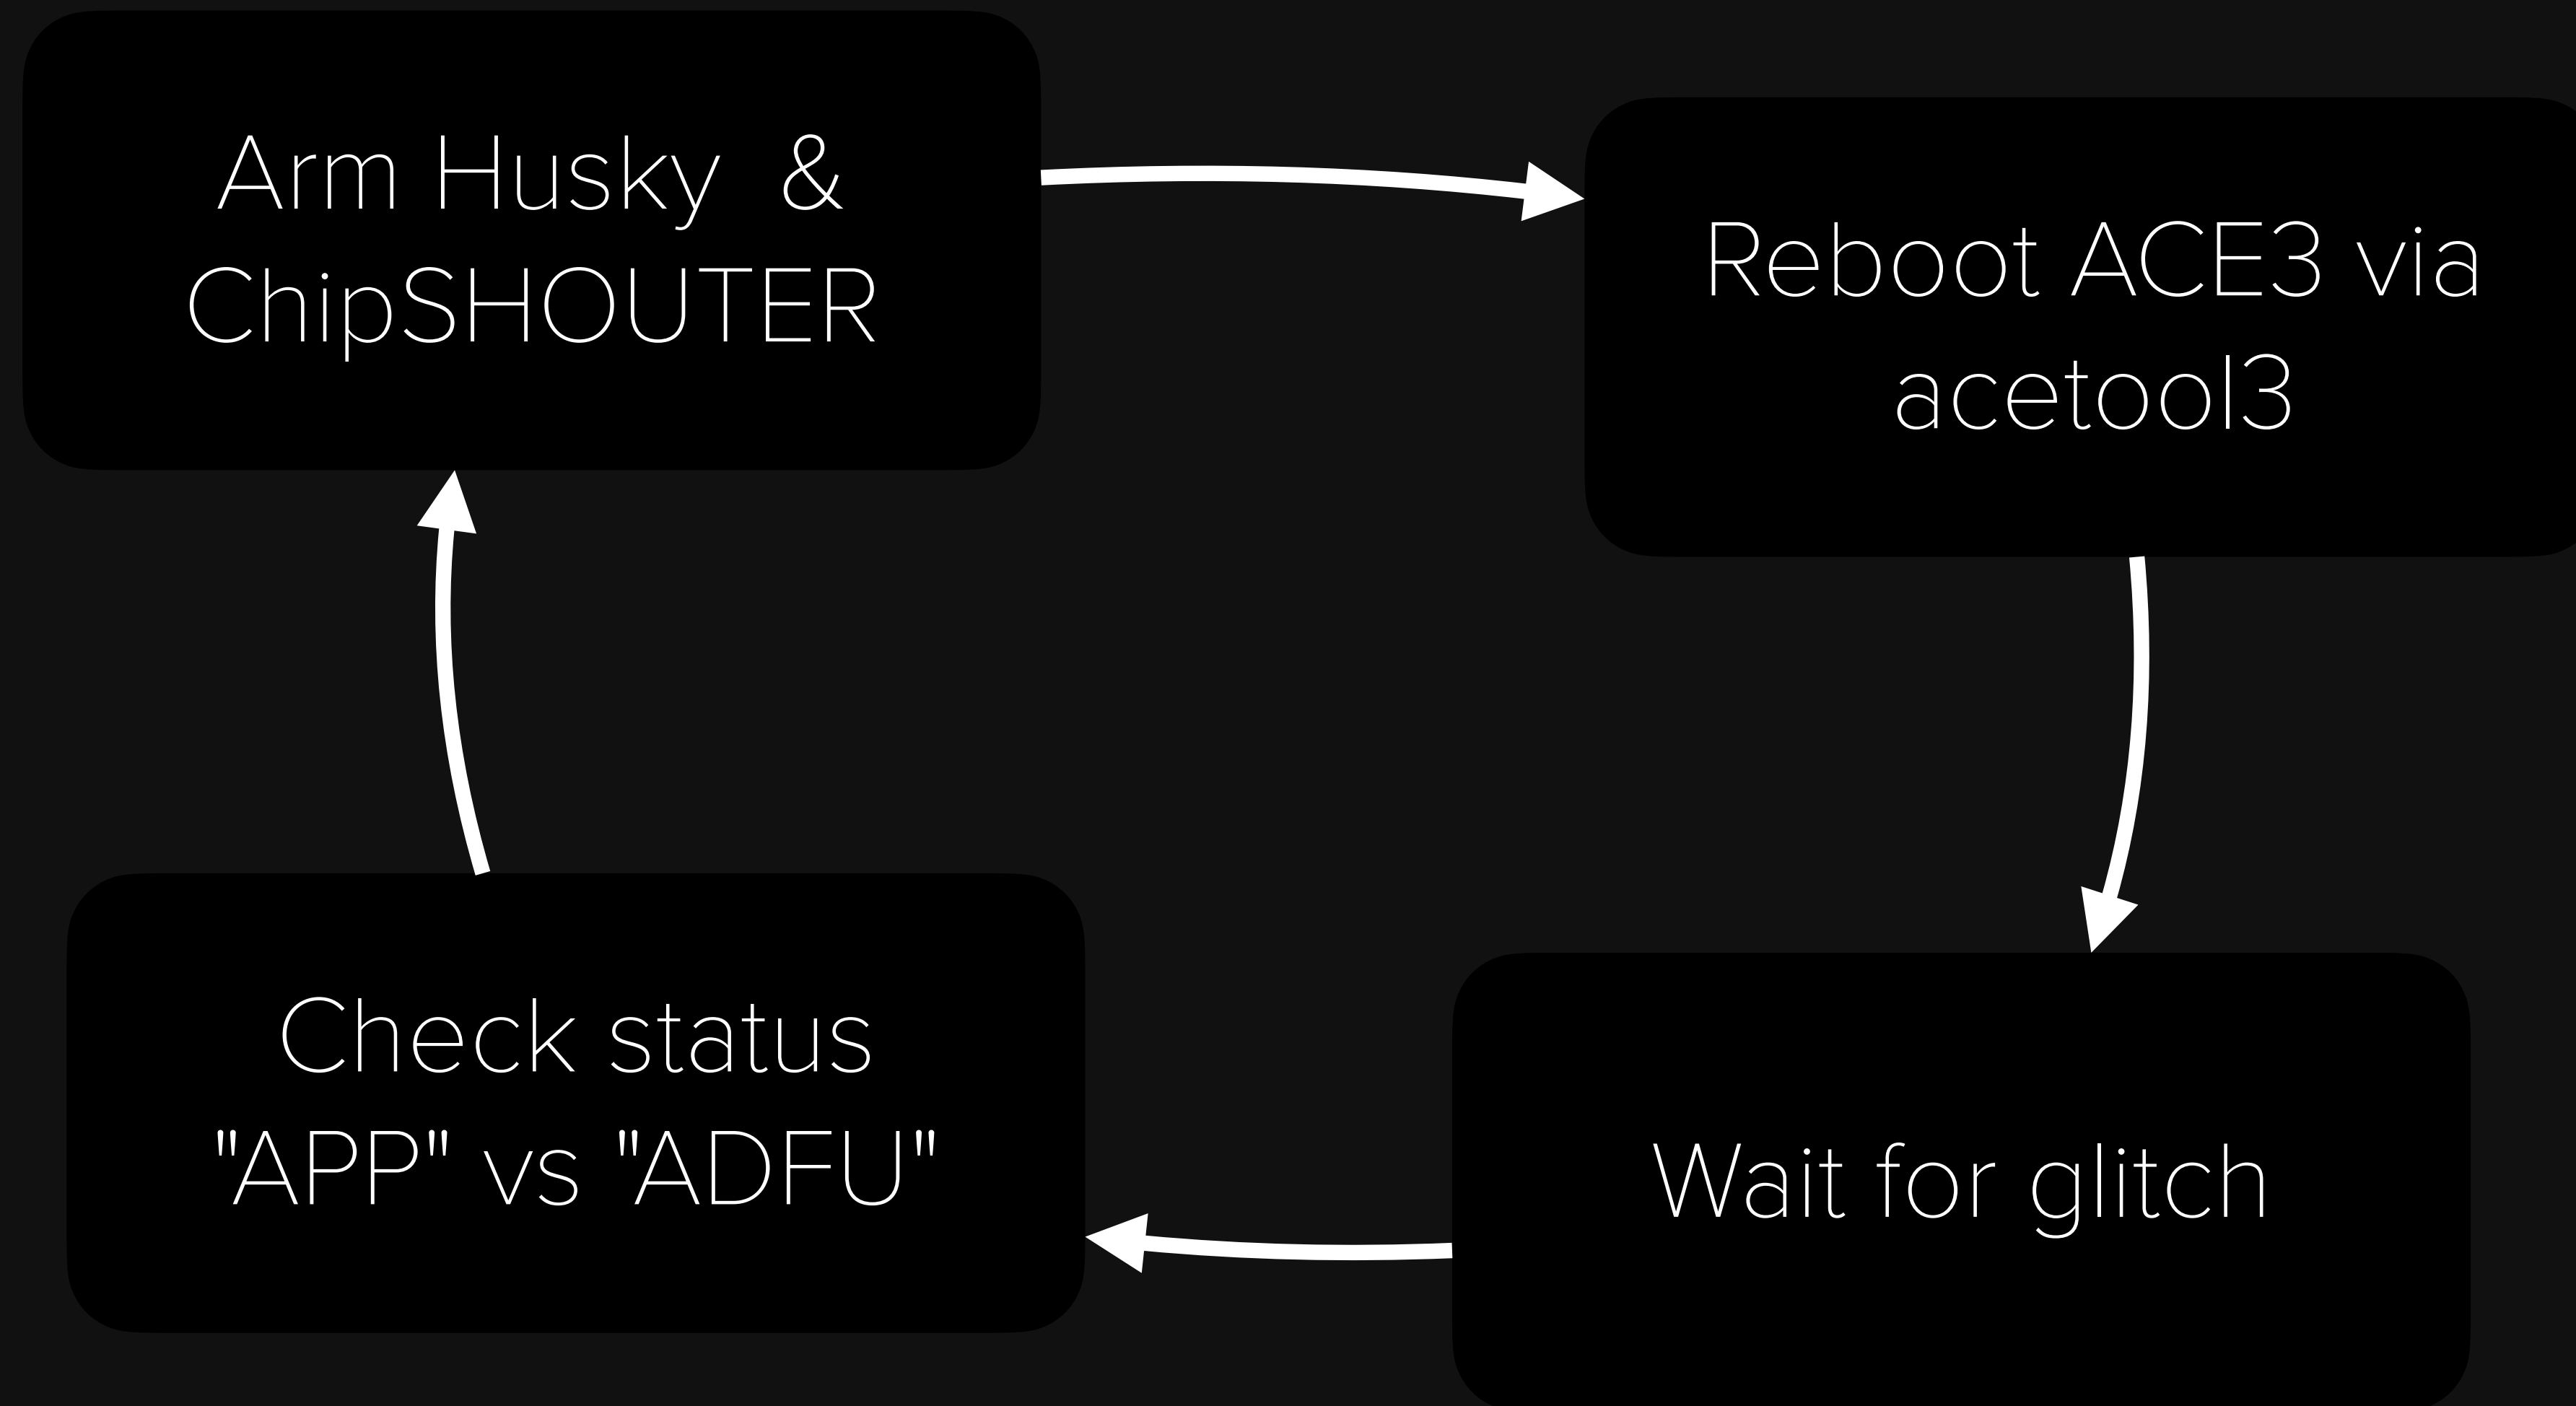 Arm Husky &
ChipSHOUTER
Reboot ACE3 via
acetool3
Wait for glitch
Check status
"APP" vs "ADFU"